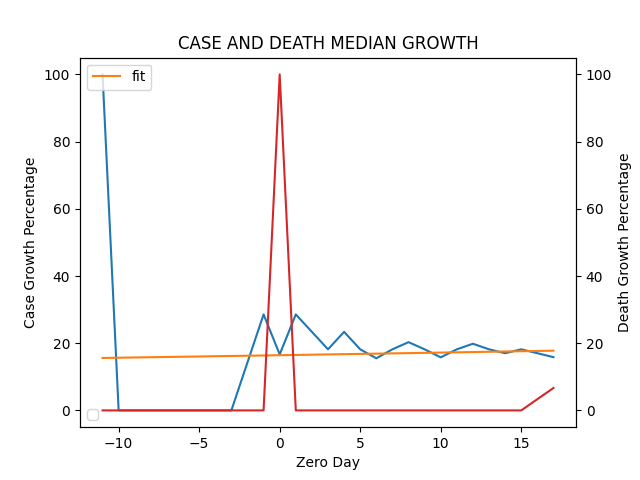 CASE AND DEATH MEDIAN GROWTH
fit
100
80
60
40
20
0
Case Growth Percentage
100
80
60
40
20
0
Death Growth Percentage
−10 −5 0 5 10 15
Zero Day